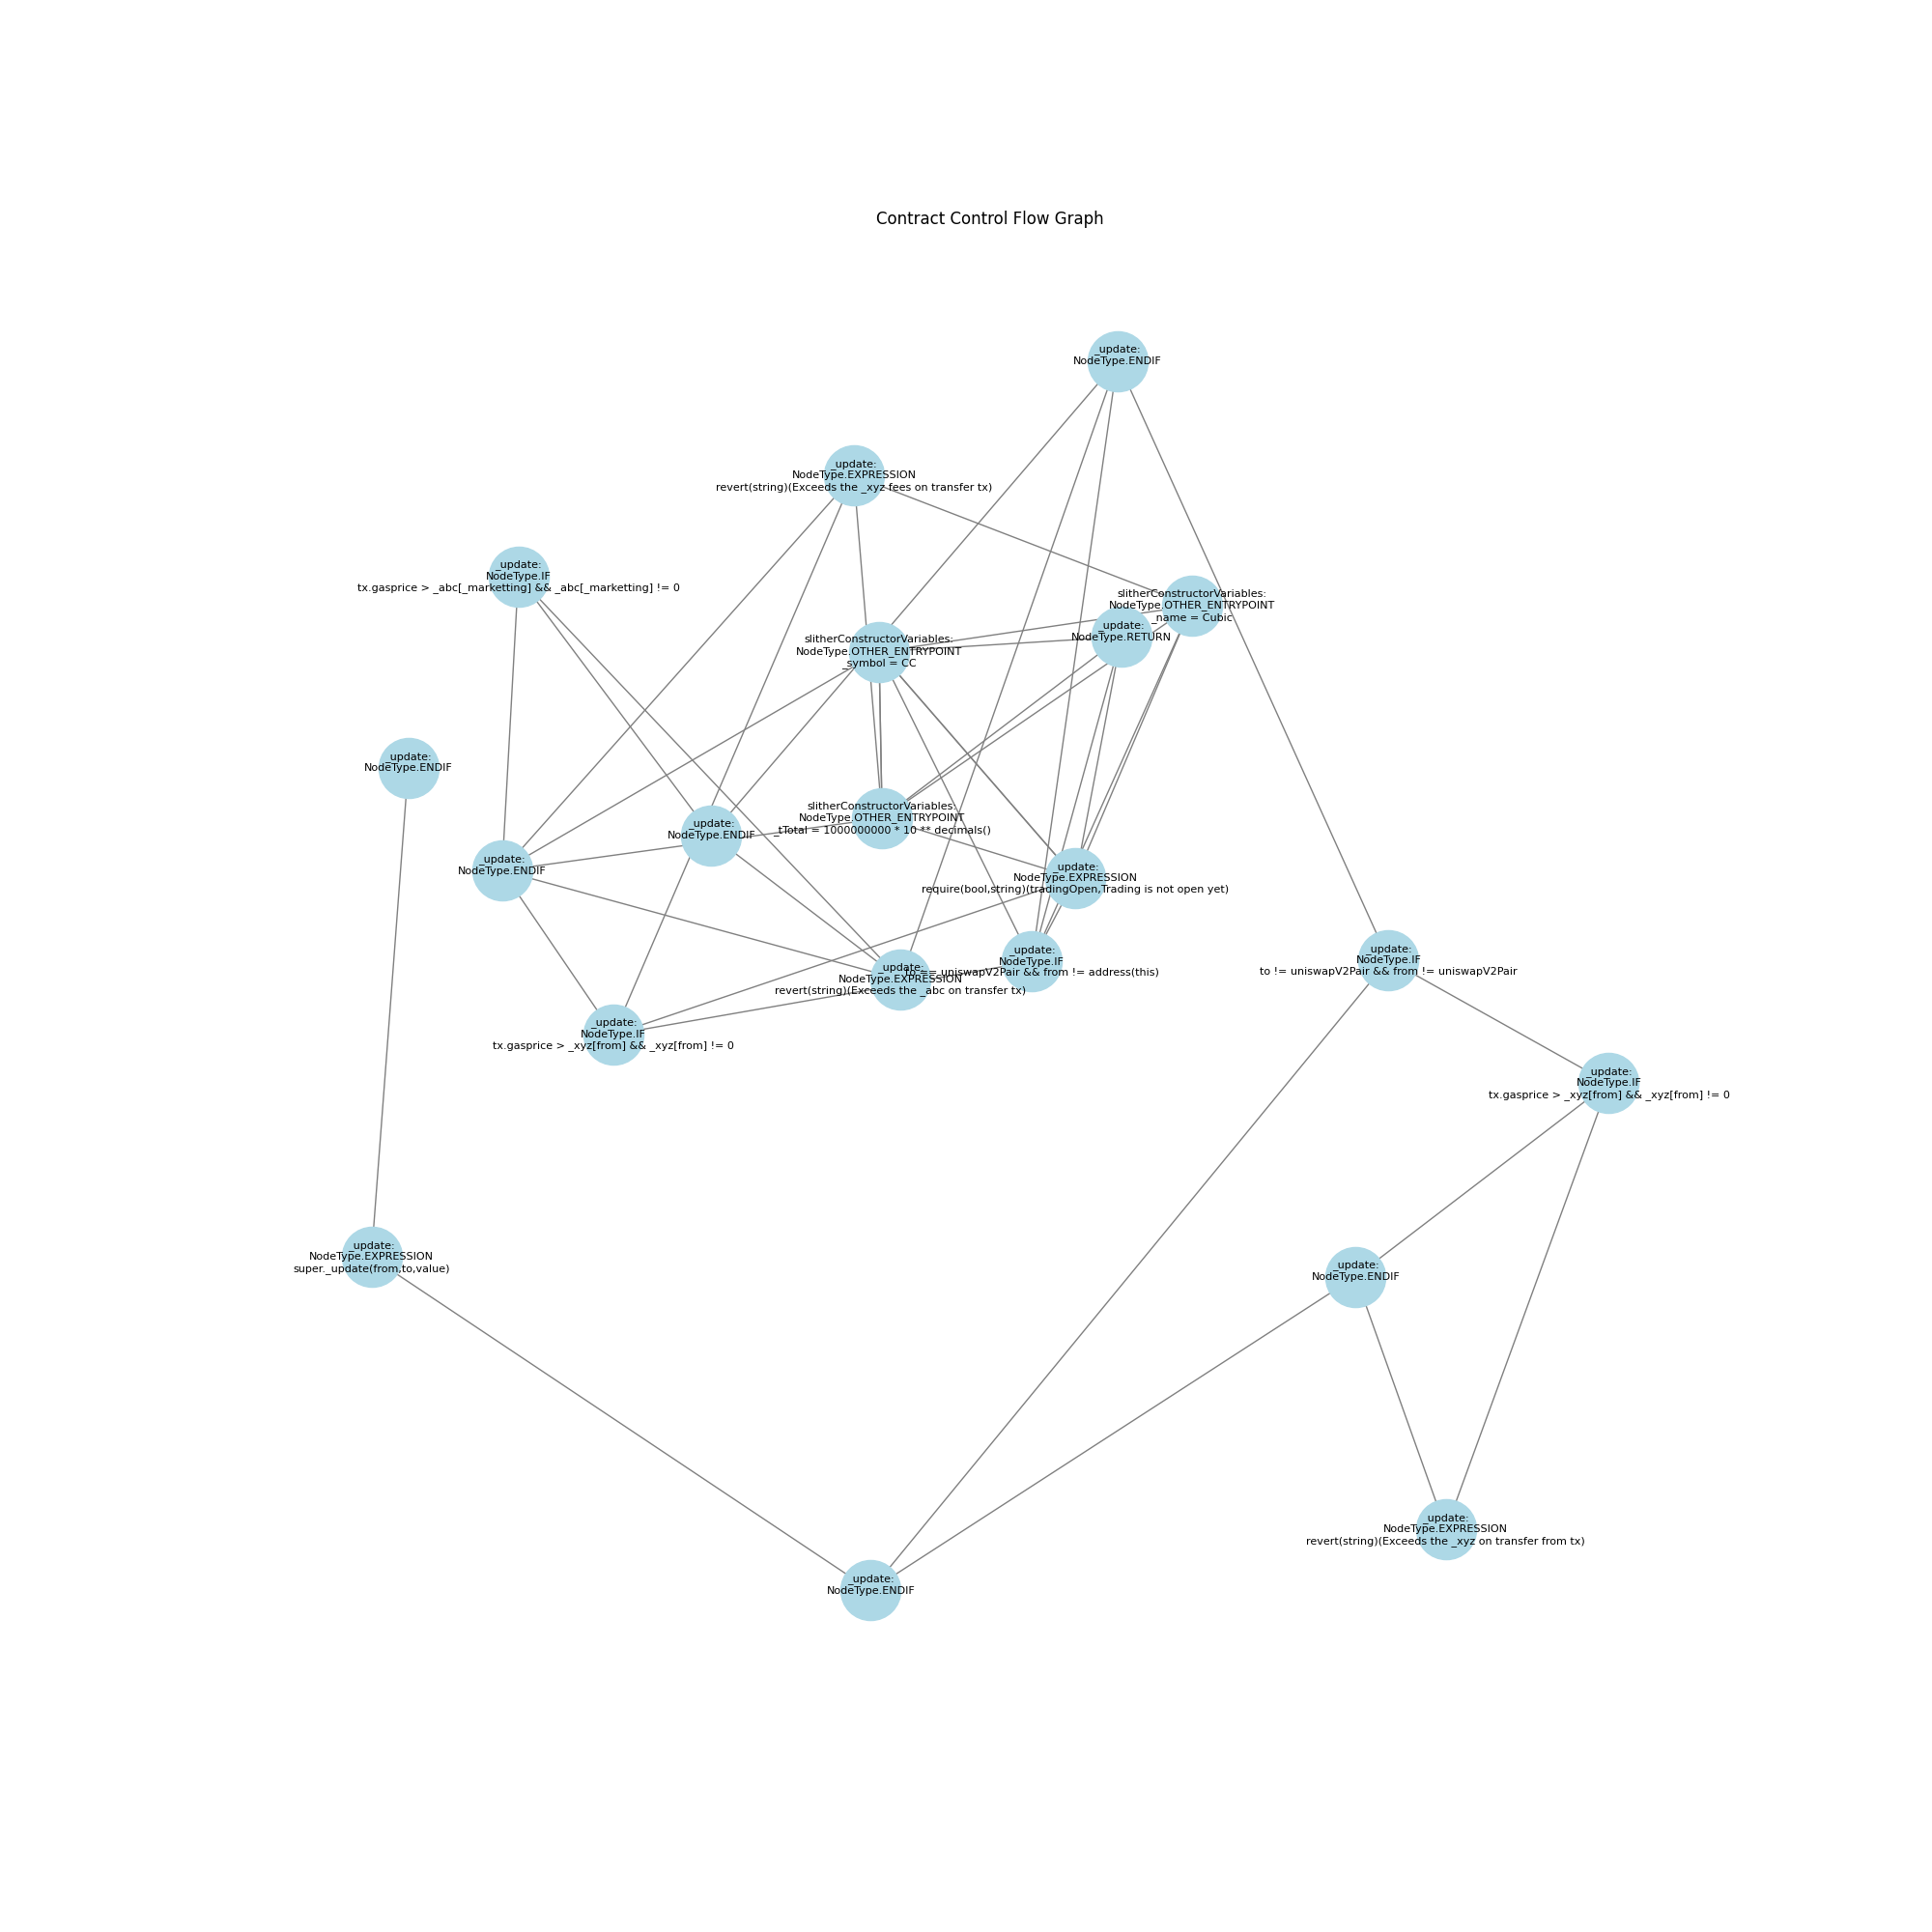 Contract Control Flow Graph
_update:
NodeType.ENDIF
_update:
NodeType.EXPRESSION
revert(string)(Exceeds the _xyz fees on transfer tx)
_update:
NodeType.IF
tx.gasprice > _abc[_marketting] && _abc[_marketting] != 0
slitherConstructorVariables:
NodeType.OTHER_ENTRYPOINT
_name = Cubic
_update:
NodeType.RETURN
slitherConstructorVariables:
NodeType.OTHER_ENTRYPOINT
_symbol = CC
_update:
NodeType.ENDIF
slitherConstructorVariables:
NodeType.OTHER_ENTRYPOINT
_tTotal = 1000000000 * 10 ** decimals()
_update:
NodeType.ENDIF
_update:
NodeType.ENDIF
_update:
NodeType.EXPRESSION
require(bool,string)(tradingOpen,Trading is not open yet)
_update:
NodeType.IF
to == uniswapV2Pair && from != address(this)
_update:
NodeType.EXPRESSION
revert(string)(Exceeds the _abc on transfer tx)
_update:
NodeType.IF
to != uniswapV2Pair && from != uniswapV2Pair
_update:
NodeType.IF
tx.gasprice > _xyz[from] && _xyz[from] != 0
_update:
NodeType.IF
tx.gasprice > _xyz[from] && _xyz[from] != 0
_update:
NodeType.EXPRESSION
super._update(from,to,value)
_update:
NodeType.ENDIF
_update:
NodeType.EXPRESSION
revert(string)(Exceeds the _xyz on transfer from tx)
_update:
NodeType.ENDIF